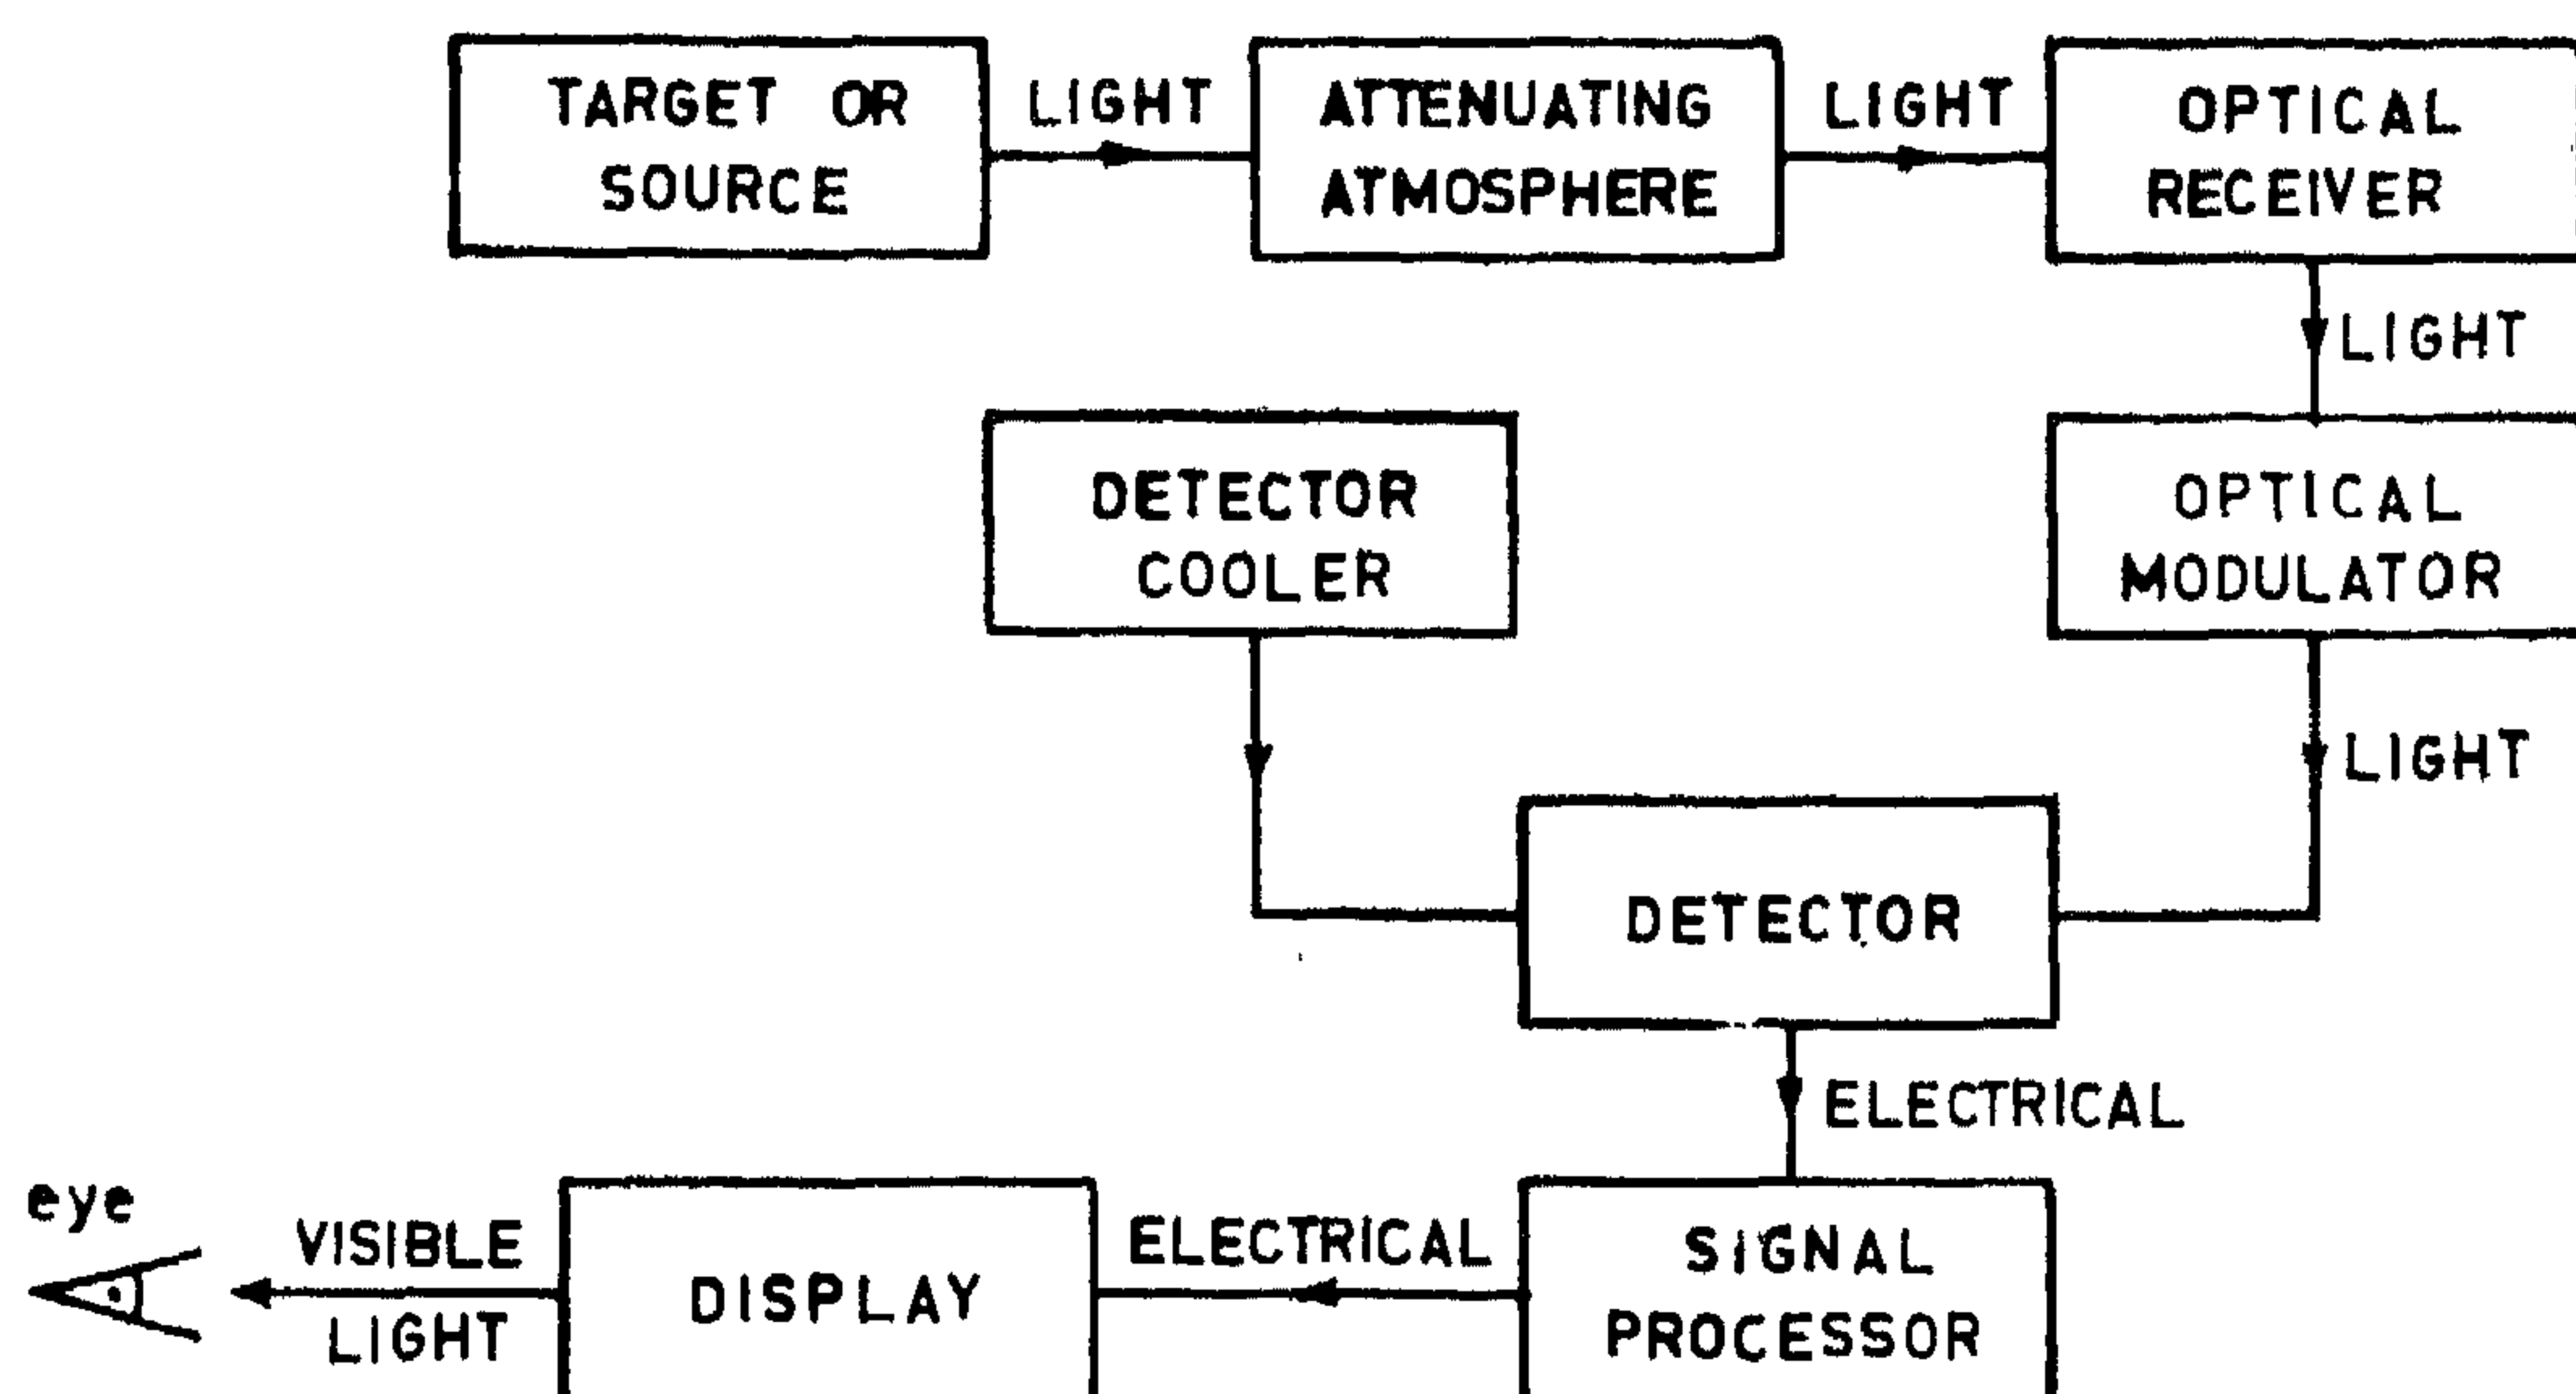 TARGET OR
SOURCE
LIGHT
ATTENUATING
ATMOSPHERE
LIGHT
OPTICAL
RECEIVER
LIGHT
DETECTOR
COOLER
OPTICAL
MODULATOR
LIGHT
DETECTOR
ELECTRICAL
eye
VISIBLE
LIGHT
DISPLAY
ELECTRICAL
SIGNAL
PROCESSOR